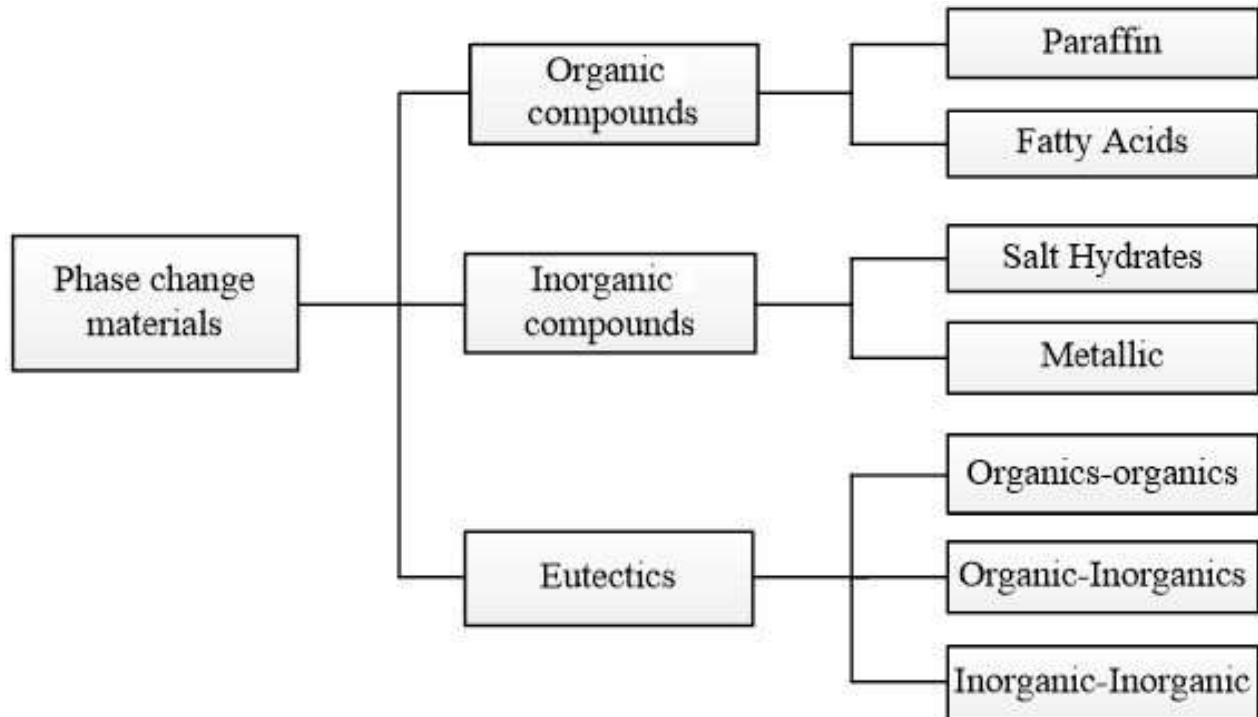 Phase change
materials
Organic
compounds
Paraffin
Fatty Acids
Inorganic
compounds
Salt Hydrates
Metallic
Eutectics
Organics-organics
Organic-Inorganics
Inorganic-Inorganic